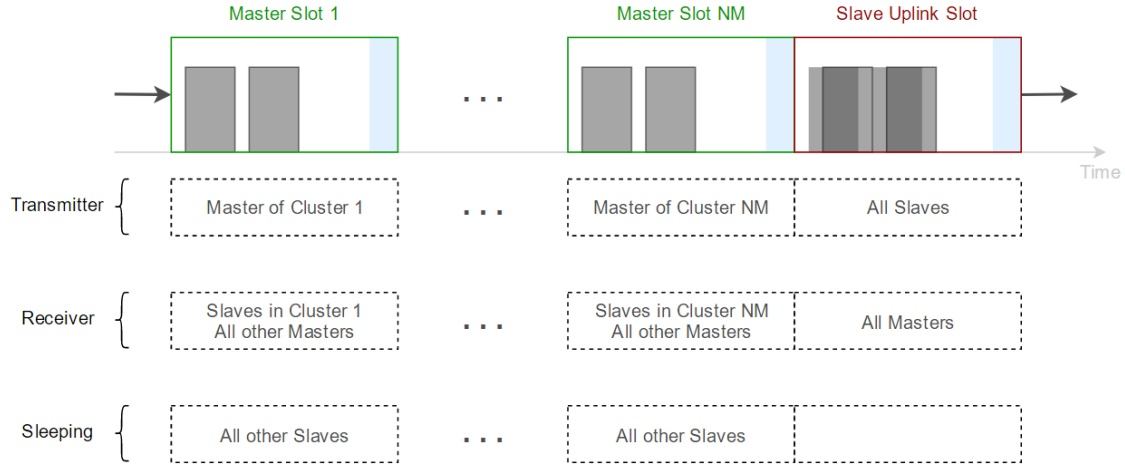 Master Slot 1
Master Slot NM
Slave Uplink Slot
. . .
Time
Transmitter
Master of Cluster 1
. . .
Master of Cluster NM
All Slaves
Receiver
Slaves in Cluster 1
All other Masters
. . .
Slaves in Cluster NM
All other Masters
All Masters
Sleeping
All other Slaves
. . .
All other Slaves